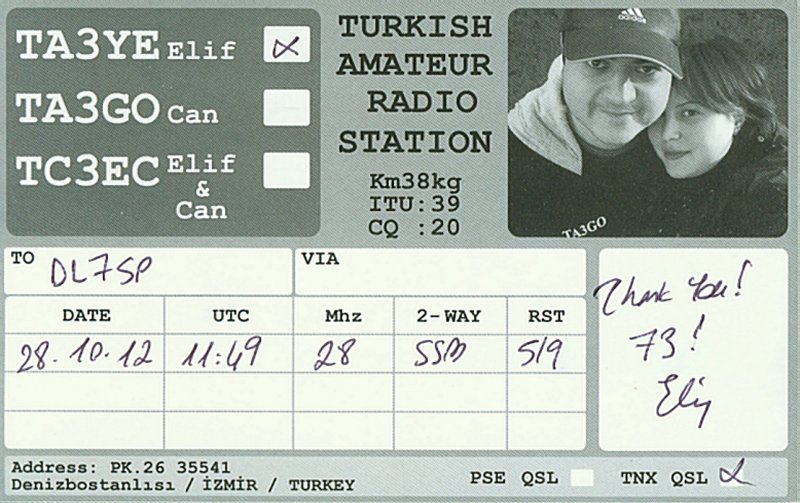 TA3YE Elif
TA3GO Can
TC3EC Elif & Can
TURKISH
AMATEUR
RADIO
STATION
Km38kg
ITU:39
CQ :20
adidas
TA3GO
TO DL7SP
VIA
DATE UTC Mhz 2-WAY RST
28.10.12 11:49 28 SSB 5/9
Thank You!
73!
Elif
Address: PK.26 35541
Denizbostanlısı / İZMİR / TURKEY
PSE QSL
TNX QSL